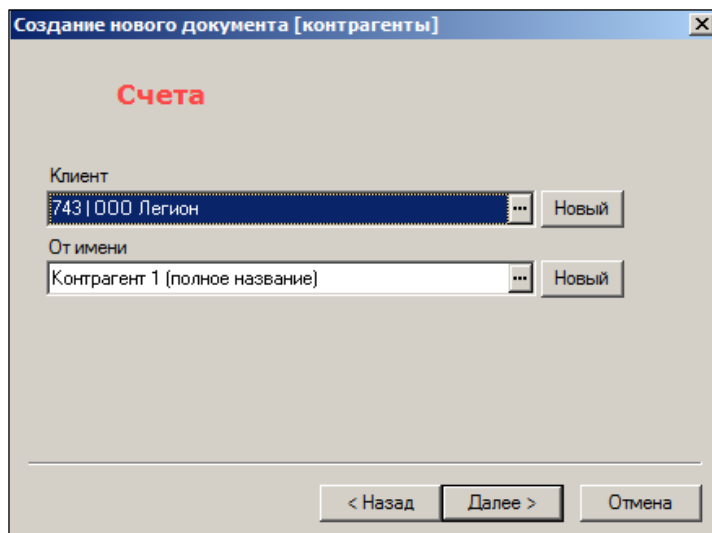 Создание нового документа [контрагенты]
Счета
Клиент
743 | ООО Легион ... Новый
От имени
Контрагент 1 (полное название) ... Новый
< Назад Далее > Отмена